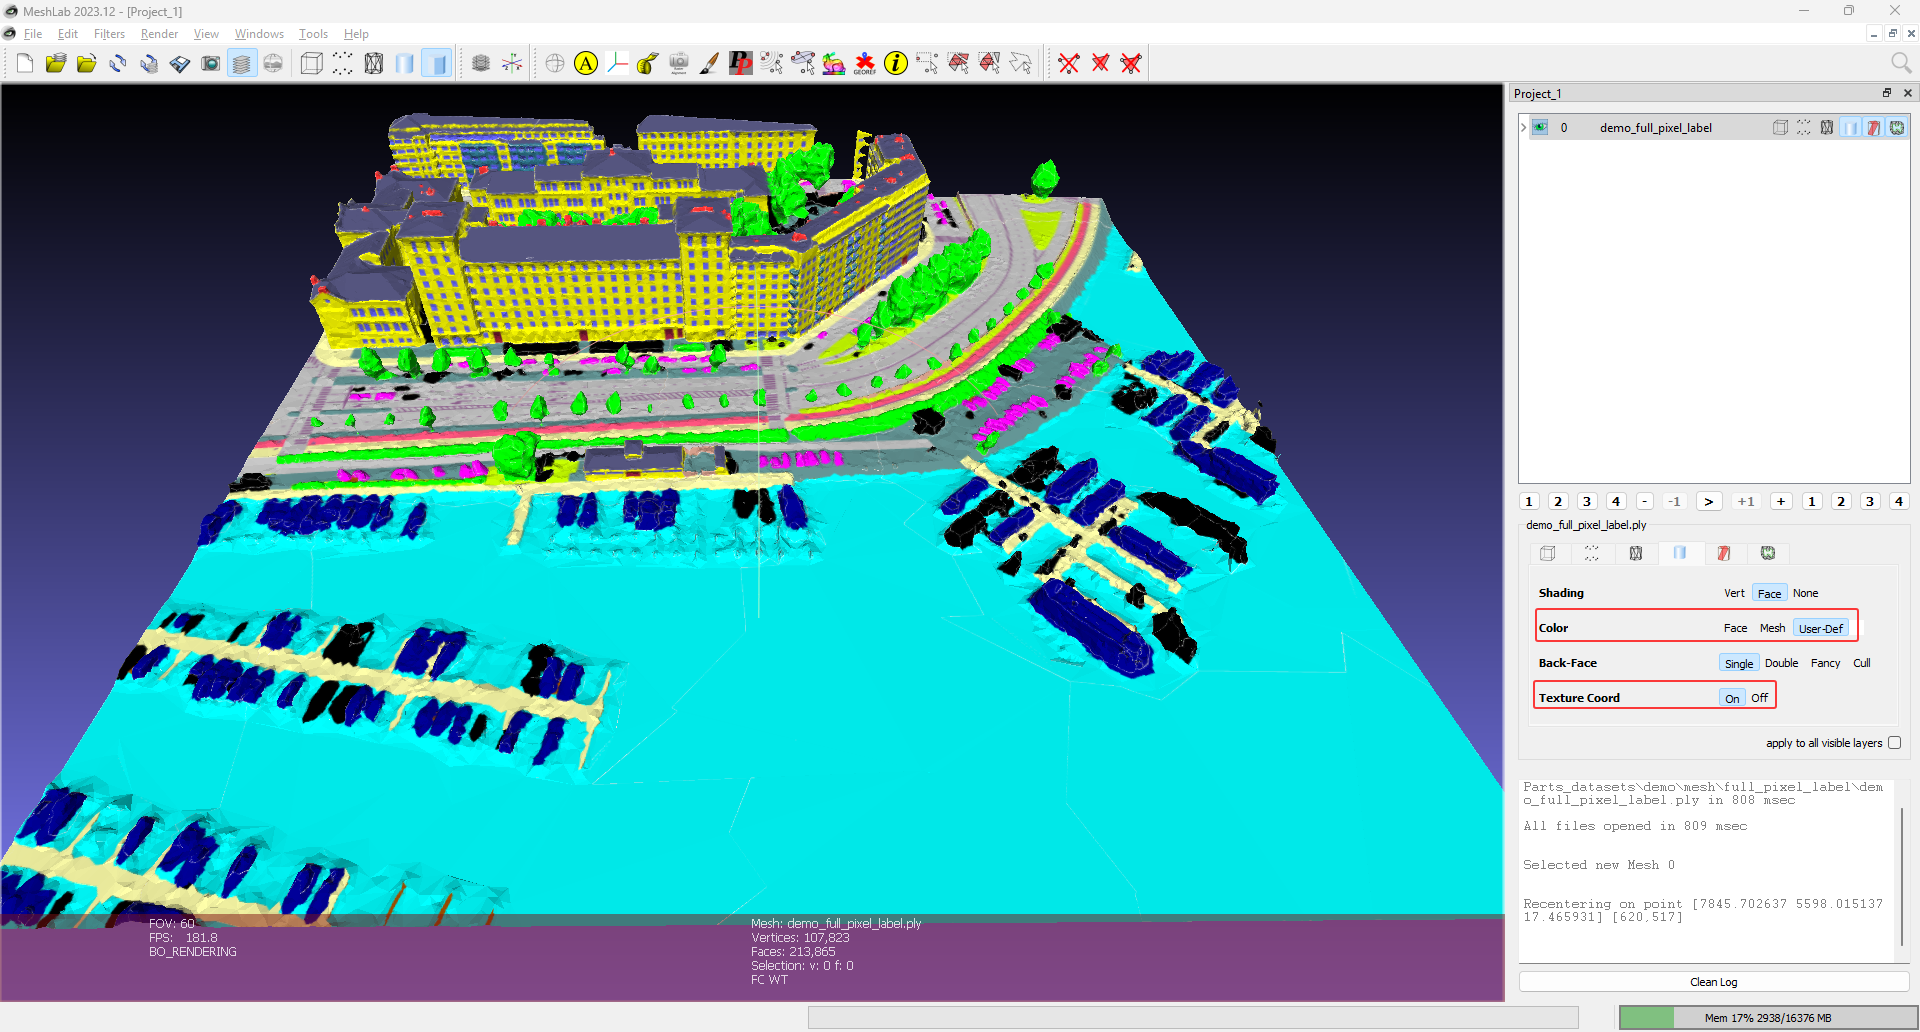 MeshLab 2023.12 - [Project_1]
File Edit Filters Render View Windows Tools Help
A PP GEOREF i
Project_1
0 demo_full_pixel_label
1 2 3 4 - -1 > +1 + 1 2 3 4
demo_full_pixel_label.ply
Shading Vert Face None
Color Face Mesh User-Def
Back-Face Single Double Fancy Cull
Texture Coord On Off
apply to all visible layers
Parts_datasets\demo\mesh\full_pixel_label\dem
o_full_pixel_label.ply in 808 msec
All files opened in 809 msec
Selected new Mesh 0
Recentering on point [7845.702637 5598.015137
17.465931] [620,517]
Clean Log
FOV: 60
FPS: 181.8
BO_RENDERING
Mesh: demo_full_pixel_label.ply
Vertices: 107,823
Faces: 213,865
Selection: v: 0 f: 0
FC WT
Mem 17% 2938/16376 MB